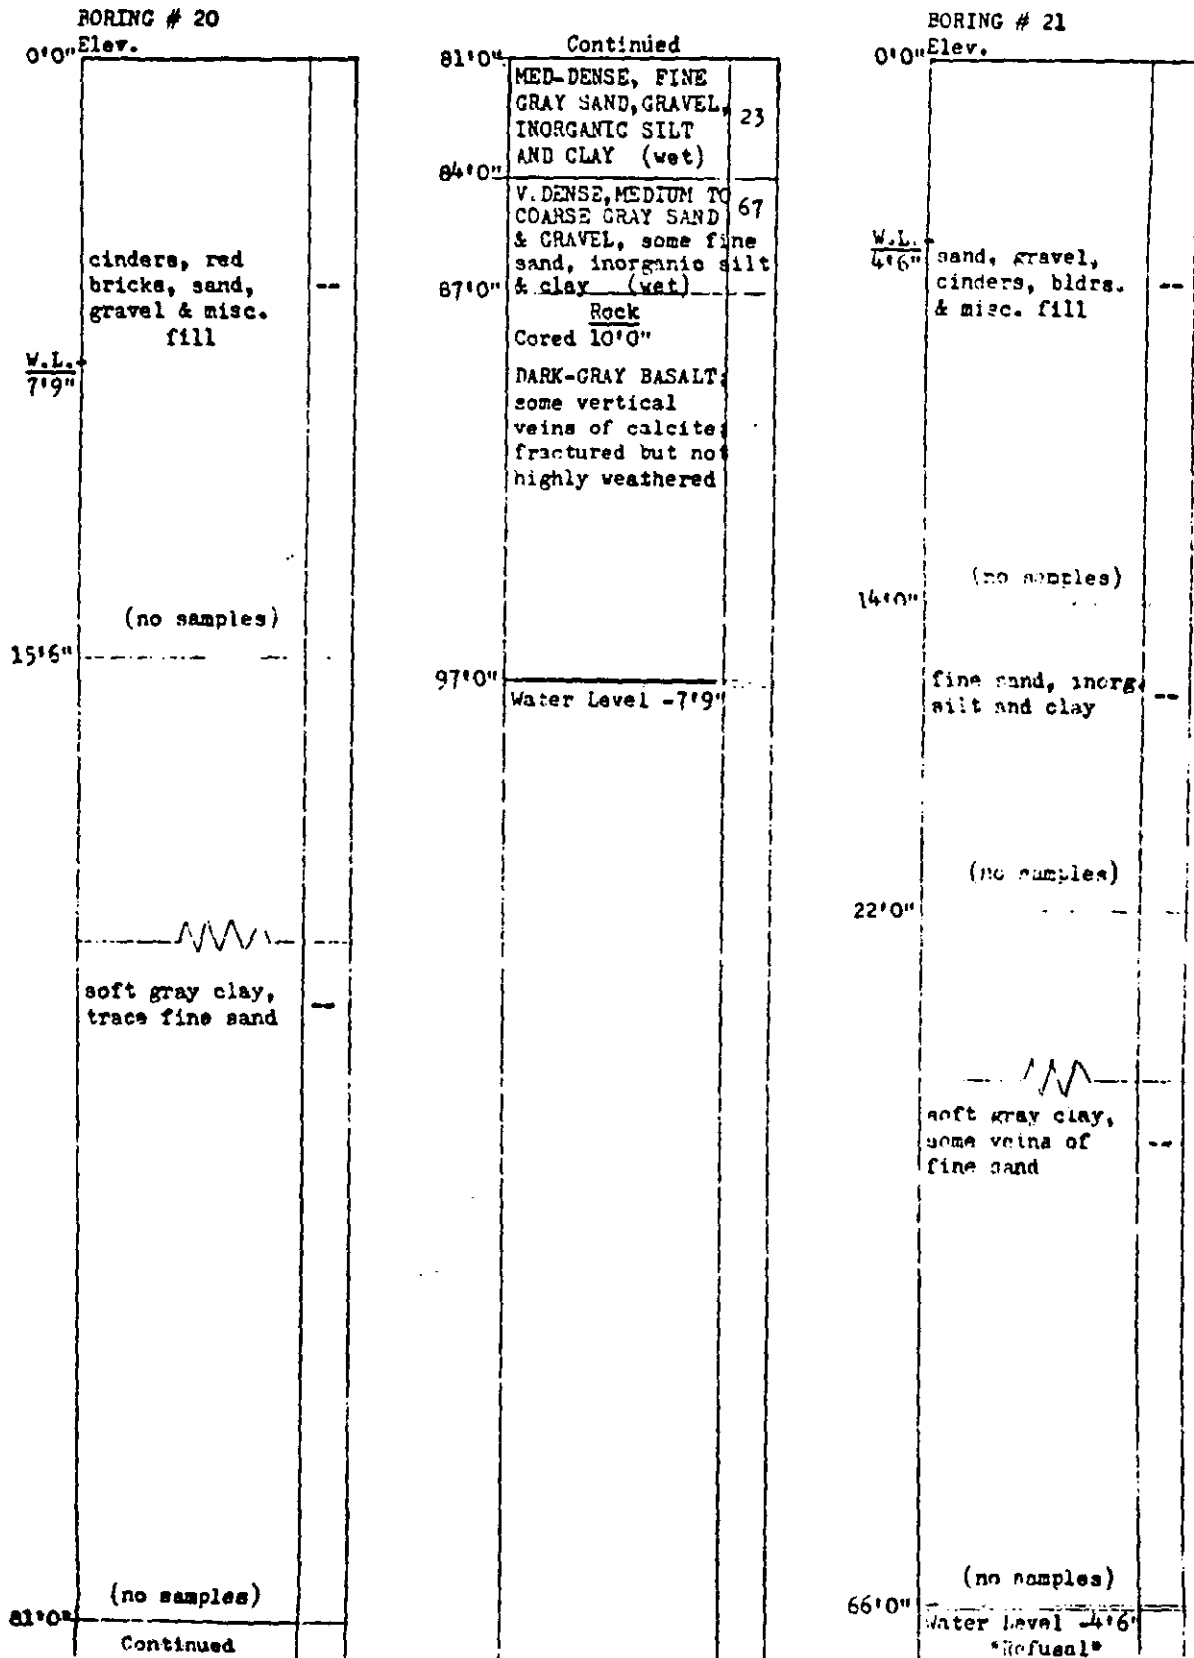 BORING # 20
Elev.
0'0"
cinders, red
bricks, sand,
gravel & misc.
fill
--
W.L.
7'9"
(no samples)
15'6"
soft gray clay,
trace fine sand
--
(no samples)
81'0"
Continued
Continued
81'0"
MED-DENSE, FINE
GRAY SAND, GRAVEL,
INORGANIC SILT
AND CLAY (wet)
23
84'0"
V. DENSE, MEDIUM TO
COARSE GRAY SAND
& GRAVEL, some fine
sand, inorganic silt
& clay (wet)
67
87'0"
Rock
Cored 10'0"
DARK-GRAY BASALT;
some vertical
veins of calcite;
fractured but not
highly weathered
97'0"
Water Level -7'9"
BORING # 21
Elev.
0'0"
W.L.
4'6"
sand, gravel,
cinders, bldrs.
& misc. fill
--
(no samples)
14'0"
fine sand, inorg.
silt and clay
--
(no samples)
22'0"
soft gray clay,
some veins of
fine sand
--
(no samples)
66'0"
Water Level -4'6"
"Refusal"